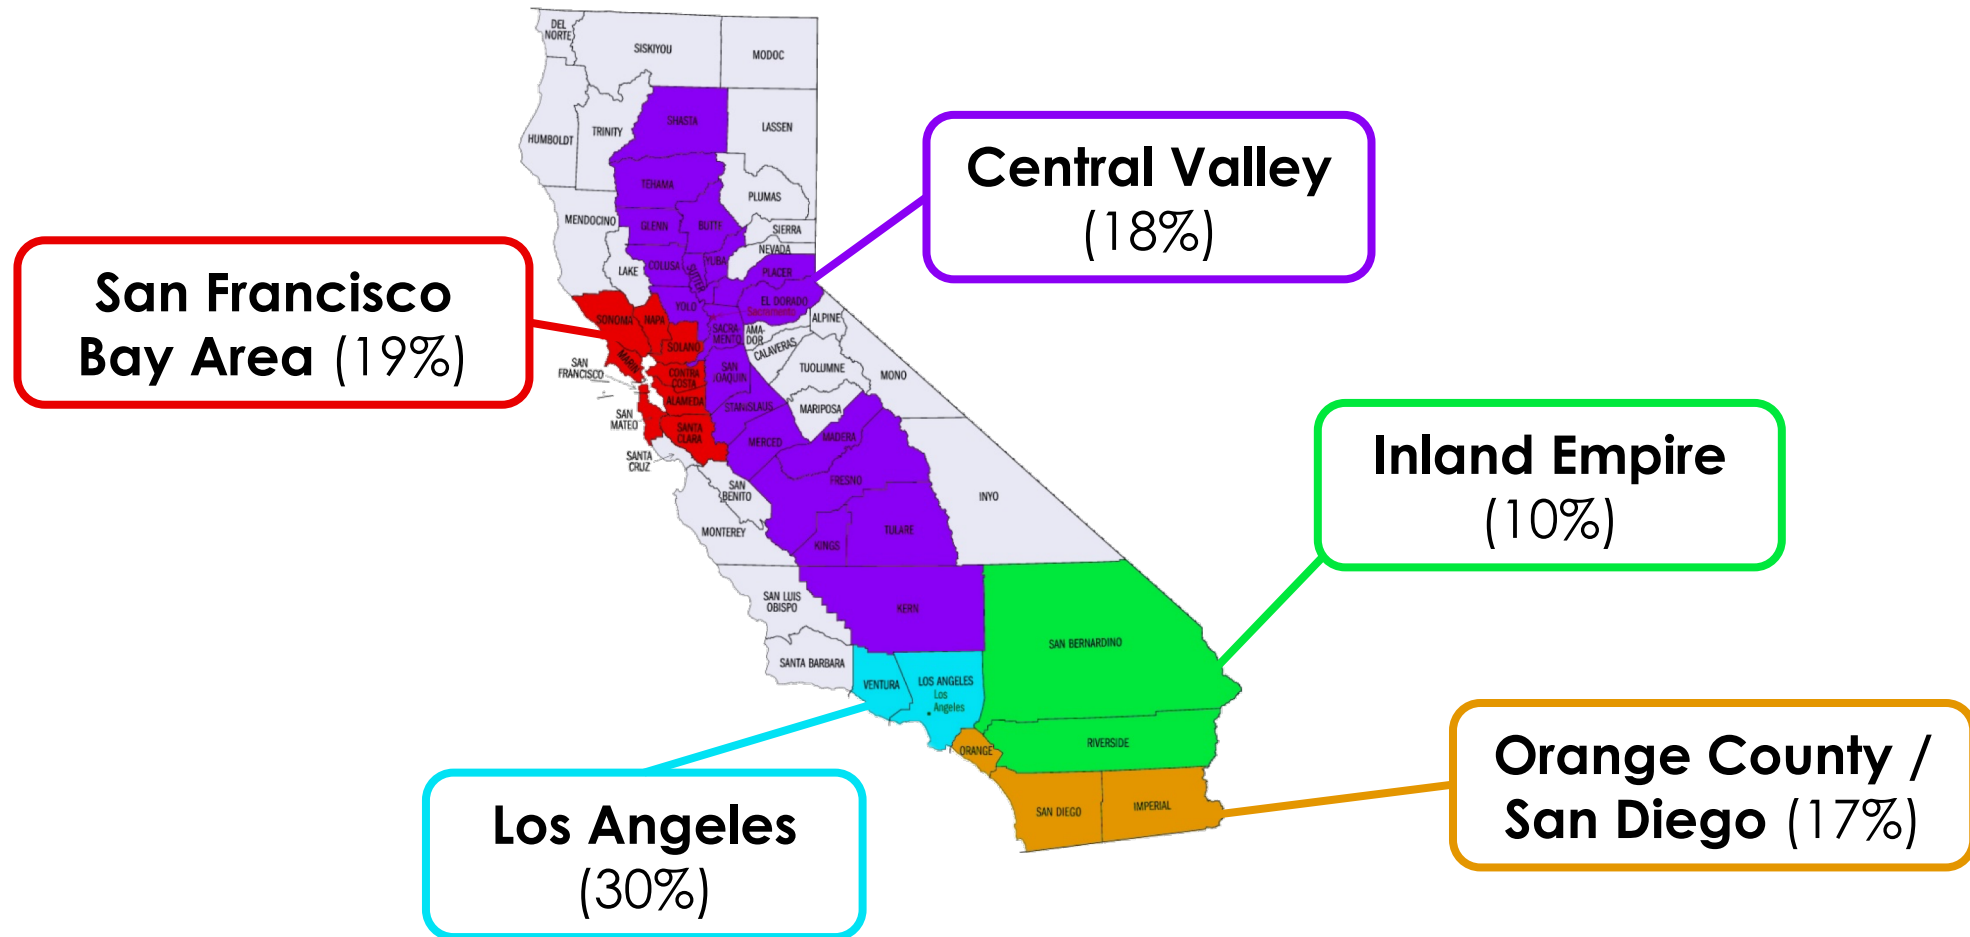 DEL
NORTE
SISKIYOU
MODOC
SHASTA
LASSEN
TRINITY
HUMBOLDT
TEHAMA
PLUMAS
MENDOCINO
GLENN
BUTTE
SIERRA
NEVADA
LAKE
COLUSA
SUTTER
YUBA
PLACER
YOLO
EL DORADO
Sacramento
SONOMA
NAPA
SACRA
MENTO
AMA-
DOR
ALPINE
SOLANO
CALAVERAS
MARIN
SAN
FRANCISCO
CONTRA
COSTA
SAN
JOAQUIN
TUOLUMNE
MONO
ALAMEDA
STANISLAUS
MARIPOSA
SAN
MATEO
SANTA
CLARA
MERCED
MADERA
SANTA
CRUZ
SAN
BENITO
FRESNO
INYO
MONTEREY
KINGS
TULARE
SAN LUIS
OBISPO
KERN
SAN BERNARDINO
SANTA BARBARA
VENTURA
LOS ANGELES
Los
Angeles
ORANGE
RIVERSIDE
SAN DIEGO
IMPERIAL
Central Valley
(18%)
San Francisco
Bay Area (19%)
Inland Empire
(10%)
Orange County /
San Diego (17%)
Los Angeles
(30%)